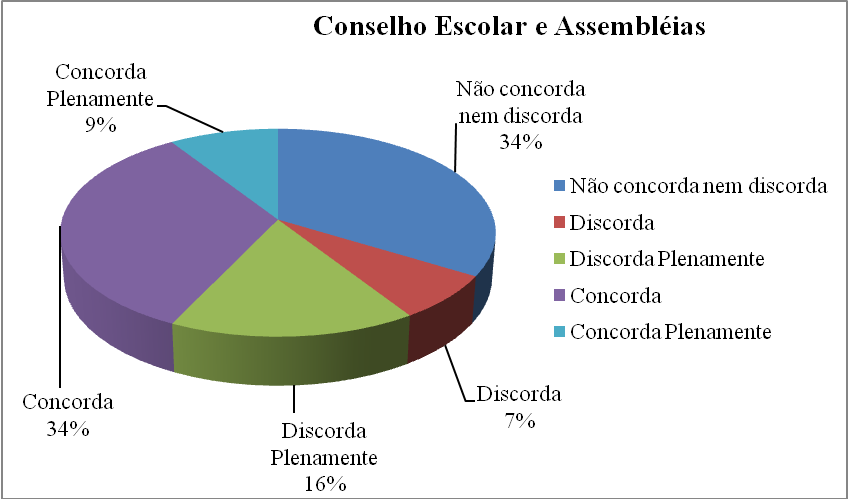 Conselho Escolar e Assembléias
Concorda
Plenamente
9%
Não concorda
nem discorda
34%
Não concorda nem discorda
Discorda
Discorda Plenamente
Concorda
Concorda Plenamente
Concorda
34%
Discorda
Plenamente
16%
Discorda
7%